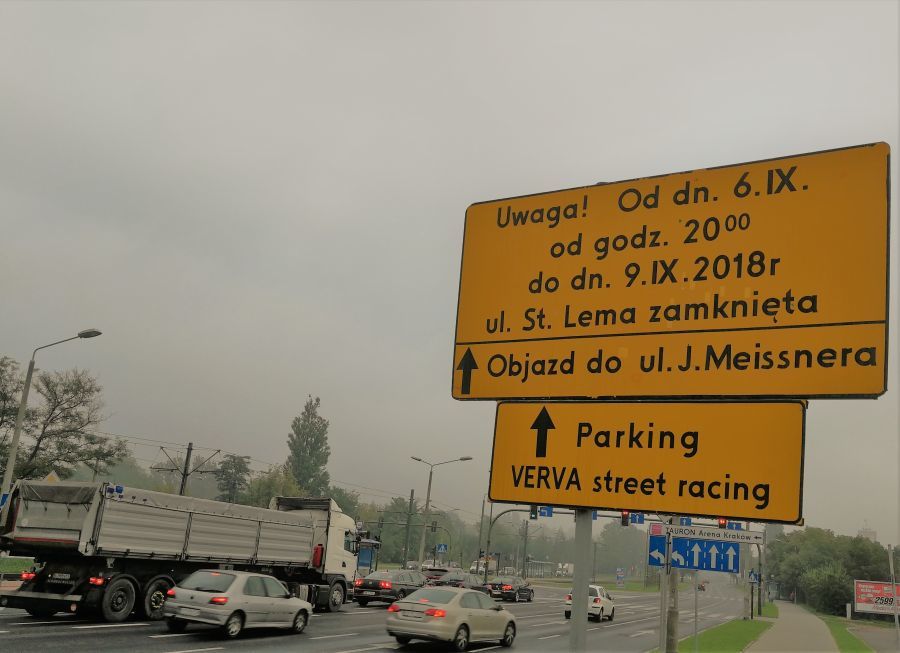 Uwaga! Od dn. 6.IX.
od godz. 20⁰⁰
do dn. 9.IX.2018r
ul. St. Lema zamknięta
Objazd do ul. J. Meissnera
Parking
VERVA street racing
TAURON Arena Kraków
2599